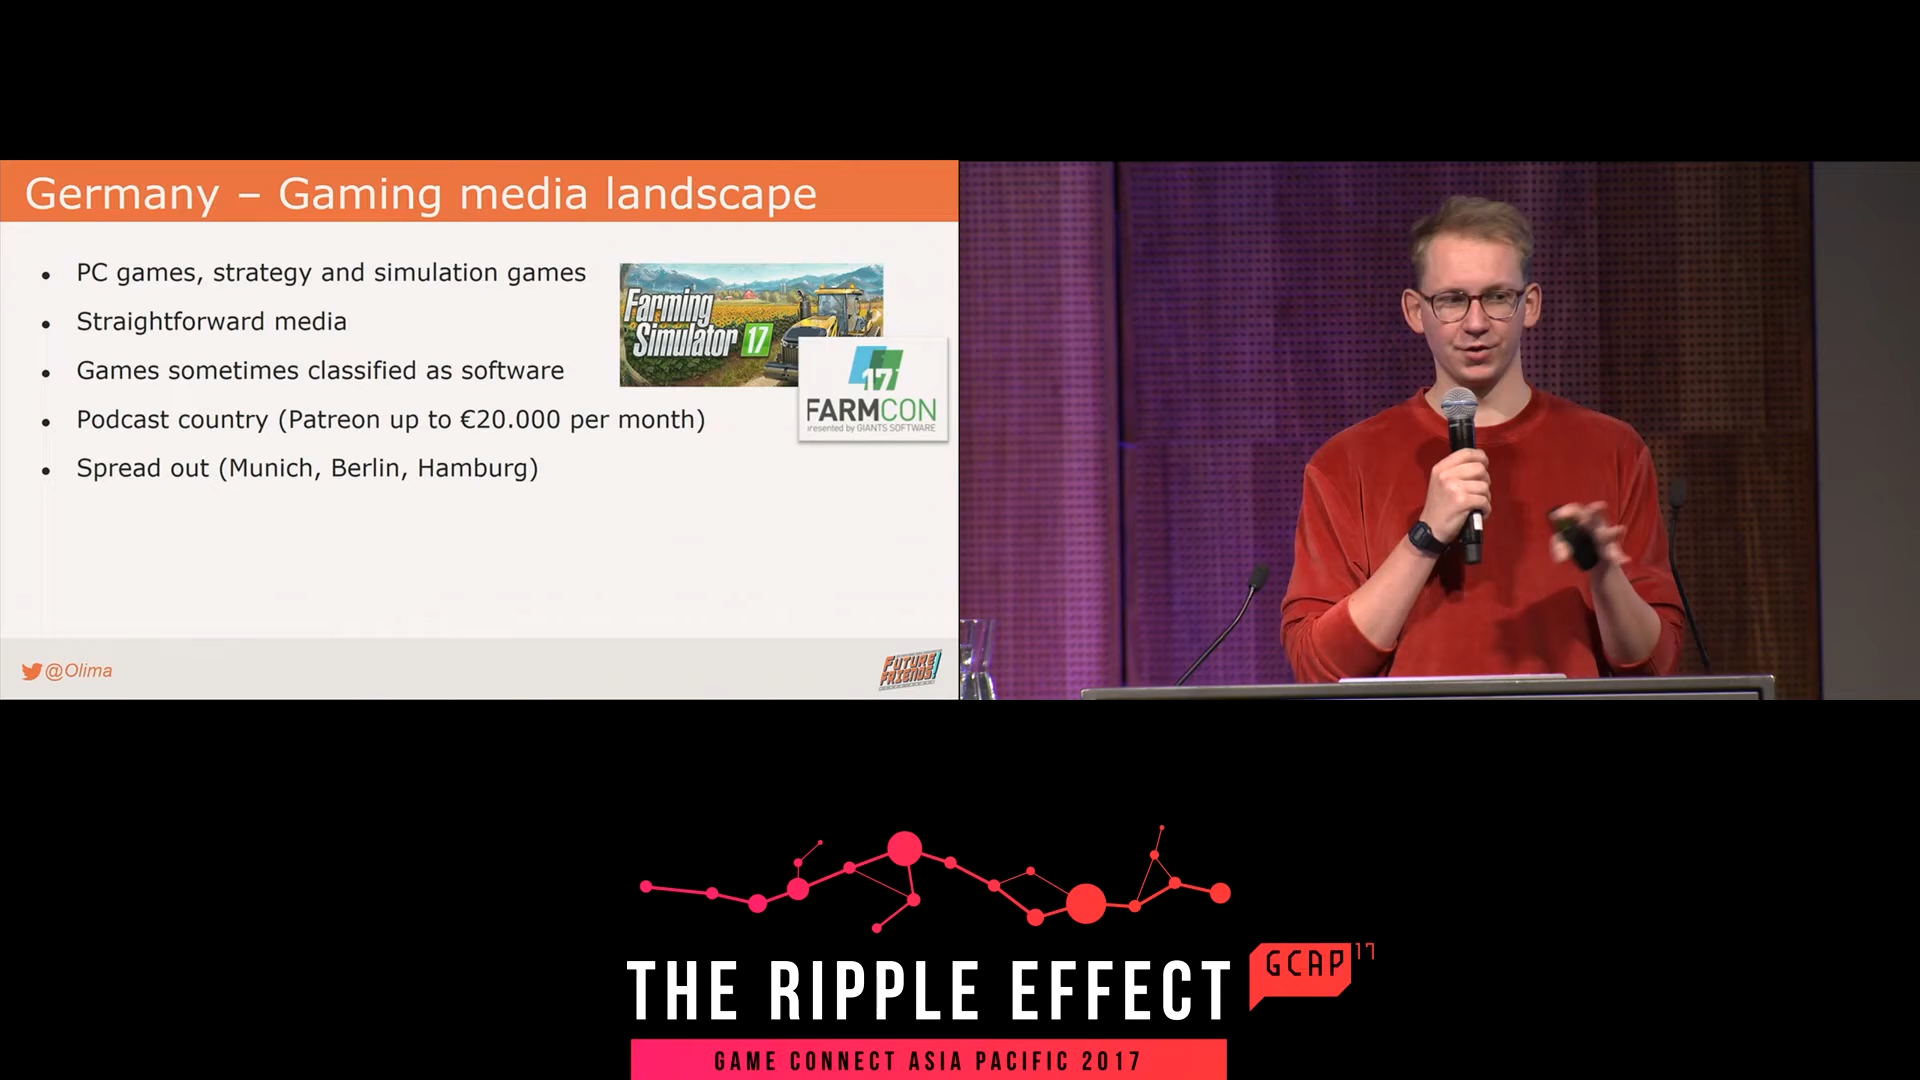 Germany – Gaming media landscape
• PC games, strategy and simulation games
• Straightforward media
• Games sometimes classified as software
• Podcast country (Patreon up to €20.000 per month)
• Spread out (Munich, Berlin, Hamburg)
Farming
Simulator 17
17
FARMCON
presented by GIANTS SOFTWARE
@Olima
FUTURE
FRIENDS!
THE RIPPLE EFFECT
GCAP 17
GAME CONNECT ASIA PACIFIC 2017